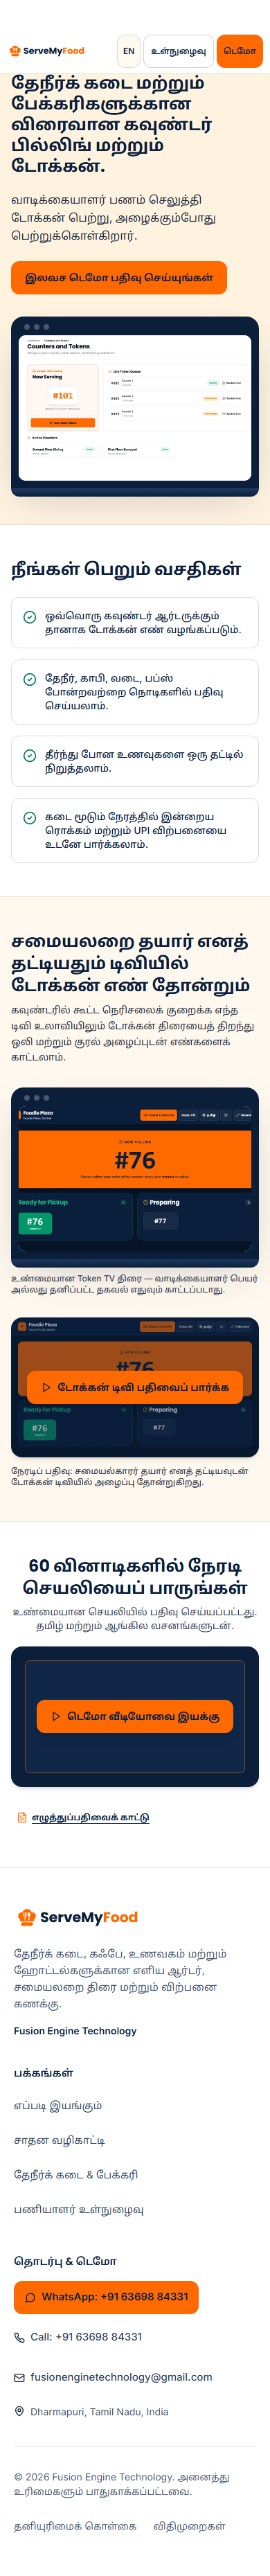 ServeMyFood
EN
உள்நுழைவு
டெமோ
தேநீர்க் கடை மற்றும்
பேக்கரிகளுக்கான
விரைவான கவுண்டர்
பில்லிங் மற்றும்
டோக்கன்.
வாடிக்கையாளர் பணம் செலுத்தி
டோக்கன் பெற்று, அழைக்கும்போது
பெற்றுக்கொள்கிறார்.
இலவச டெமோ பதிவு செய்யுங்கள்
Counters and Tokens
Now Serving
#101
Live Token Queue
Active Counters
நீங்கள் பெறும் வசதிகள்
ஒவ்வொரு கவுண்டர் ஆர்டருக்கும்
தானாக டோக்கன் எண் வழங்கப்படும்.
தேநீர், காபி, வடை, பப்ஸ்
போன்றவற்றை நொடிகளில் பதிவு
செய்யலாம்.
தீர்ந்து போன உணவுகளை ஒரு தட்டில்
நிறுத்தலாம்.
கடை மூடும் நேரத்தில் இன்றைய
ரொக்கம் மற்றும் UPI விற்பனையை
உடனே பார்க்கலாம்.
சமையலறை தயார் எனத்
தட்டியதும் டிவியில்
டோக்கன் எண் தோன்றும்
கவுண்டரில் கூட்ட நெரிசலைக் குறைக்க எந்த
டிவி உலாவியிலும் டோக்கன் திரையைத் திறந்து
ஒலி மற்றும் குரல் அழைப்புடன் எண்களைக்
காட்டலாம்.
Foodie Plaza
NOW CALLING
#76
Ready for Pickup
Preparing
#76
#77
உண்மையான Token TV திரை — வாடிக்கையாளர் பெயர்
அல்லது தனிப்பட்ட தகவல் எதுவும் காட்டப்படாது.
Foodie Plaza
#76
டோக்கன் டிவி பதிவைப் பார்க்க
Ready for Pickup
Preparing
#76
#77
நேரடிப் பதிவு: சமையல்காரர் தயார் எனத் தட்டியவுடன்
டோக்கன் டிவியில் அழைப்பு தோன்றுகிறது.
60 வினாடிகளில் நேரடி
செயலியைப் பாருங்கள்
உண்மையான செயலியில் பதிவு செய்யப்பட்டது.
தமிழ் மற்றும் ஆங்கில வசனங்களுடன்.
டெமோ வீடியோவை இயக்கு
எழுத்துப்பதிவைக் காட்டு
ServeMyFood
தேநீர்க் கடை, கஃபே, உணவகம் மற்றும்
ஹோட்டல்களுக்கான எளிய ஆர்டர்,
சமையலறை திரை மற்றும் விற்பனை
கணக்கு.
Fusion Engine Technology
பக்கங்கள்
எப்படி இயங்கும்
சாதன வழிகாட்டி
தேநீர்க் கடை & பேக்கரி
பணியாளர் உள்நுழைவு
தொடர்பு & டெமோ
WhatsApp: +91 63698 84331
Call: +91 63698 84331
fusionenginetechnology@gmail.com
Dharmapuri, Tamil Nadu, India
© 2026 Fusion Engine Technology. அனைத்து
உரிமைகளும் பாதுகாக்கப்பட்டவை.
தனியுரிமைக் கொள்கை
விதிமுறைகள்